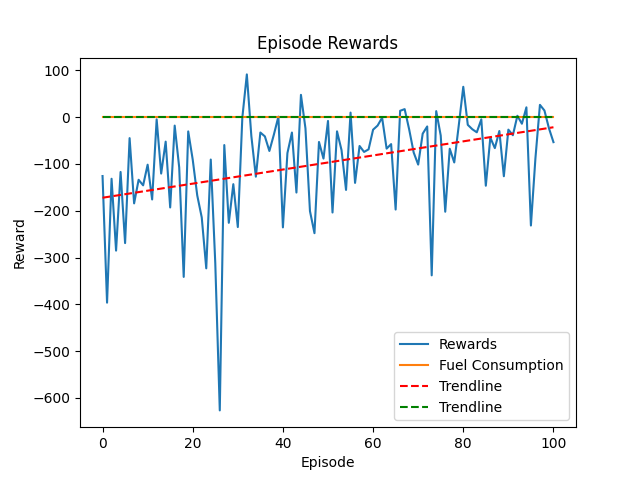 Episode Rewards
100
0
−100
−200
−300
−400
−500
−600
Reward
0
20
40
60
80
100
Episode
Rewards
Fuel Consumption
Trendline
Trendline